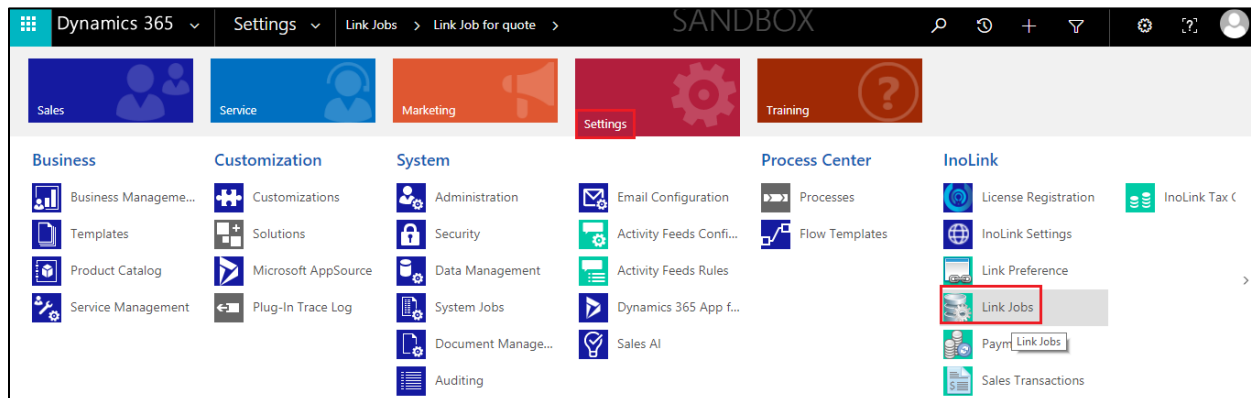 Dynamics 365 Settings Link Jobs > Link Job for quote > SANDBOX
Sales
Service
Marketing
Settings
Training
Business
Business Manageme...
Templates
Product Catalog
Service Management
Customization
Customizations
Solutions
Microsoft AppSource
Plug-In Trace Log
System
Administration
Security
Data Management
System Jobs
Document Manage...
Auditing
Email Configuration
Activity Feeds Confi...
Activity Feeds Rules
Dynamics 365 App f...
Sales AI
Process Center
Processes
Flow Templates
InoLink
License Registration
InoLink Settings
Link Preference
Link Jobs
Paym
Link Jobs
Sales Transactions
InoLink Tax